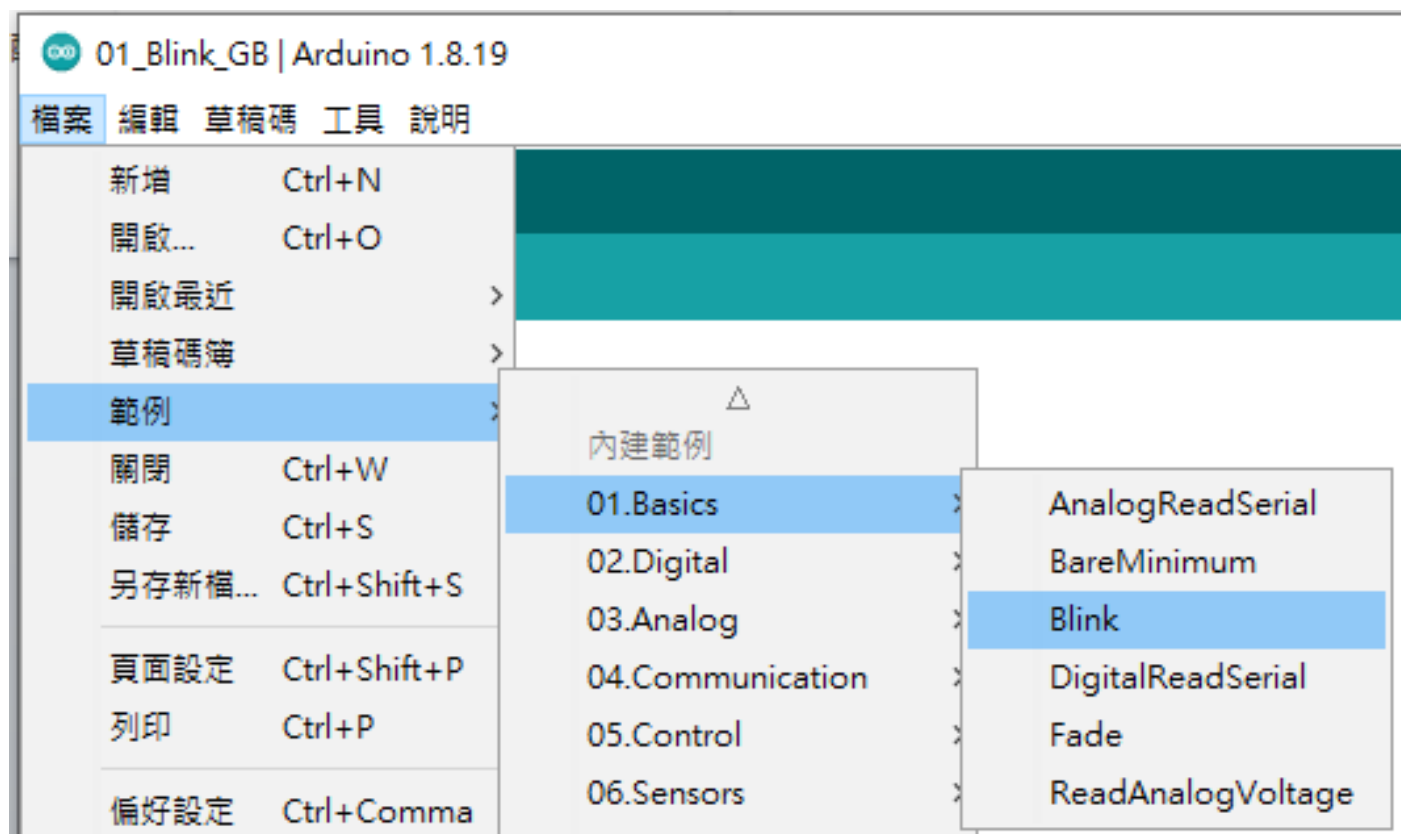 01_Blink_GB | Arduino 1.8.19
檔案 編輯 草稿碼 工具 說明
新增 Ctrl+N
開啟... Ctrl+O
開啟最近
草稿碼簿
範例
關閉 Ctrl+W
儲存 Ctrl+S
另存新檔... Ctrl+Shift+S
頁面設定 Ctrl+Shift+P
列印 Ctrl+P
偏好設定 Ctrl+Comma
內建範例
01.Basics
02.Digital
03.Analog
04.Communication
05.Control
06.Sensors
AnalogReadSerial
BareMinimum
Blink
DigitalReadSerial
Fade
ReadAnalogVoltage